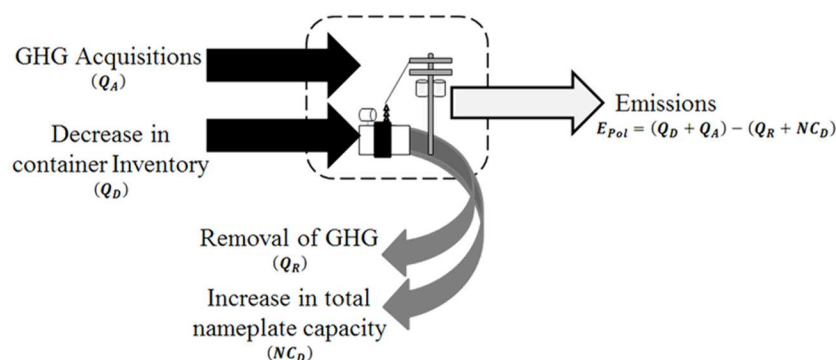 GHG Acquisitions
(Q_A)
Decrease in
container Inventory
(Q_D)
Emissions
E_Pol = (Q_D + Q_A) − (Q_R + NC_D)
Removal of GHG
(Q_R)
Increase in total
nameplate capacity
(NC_D)